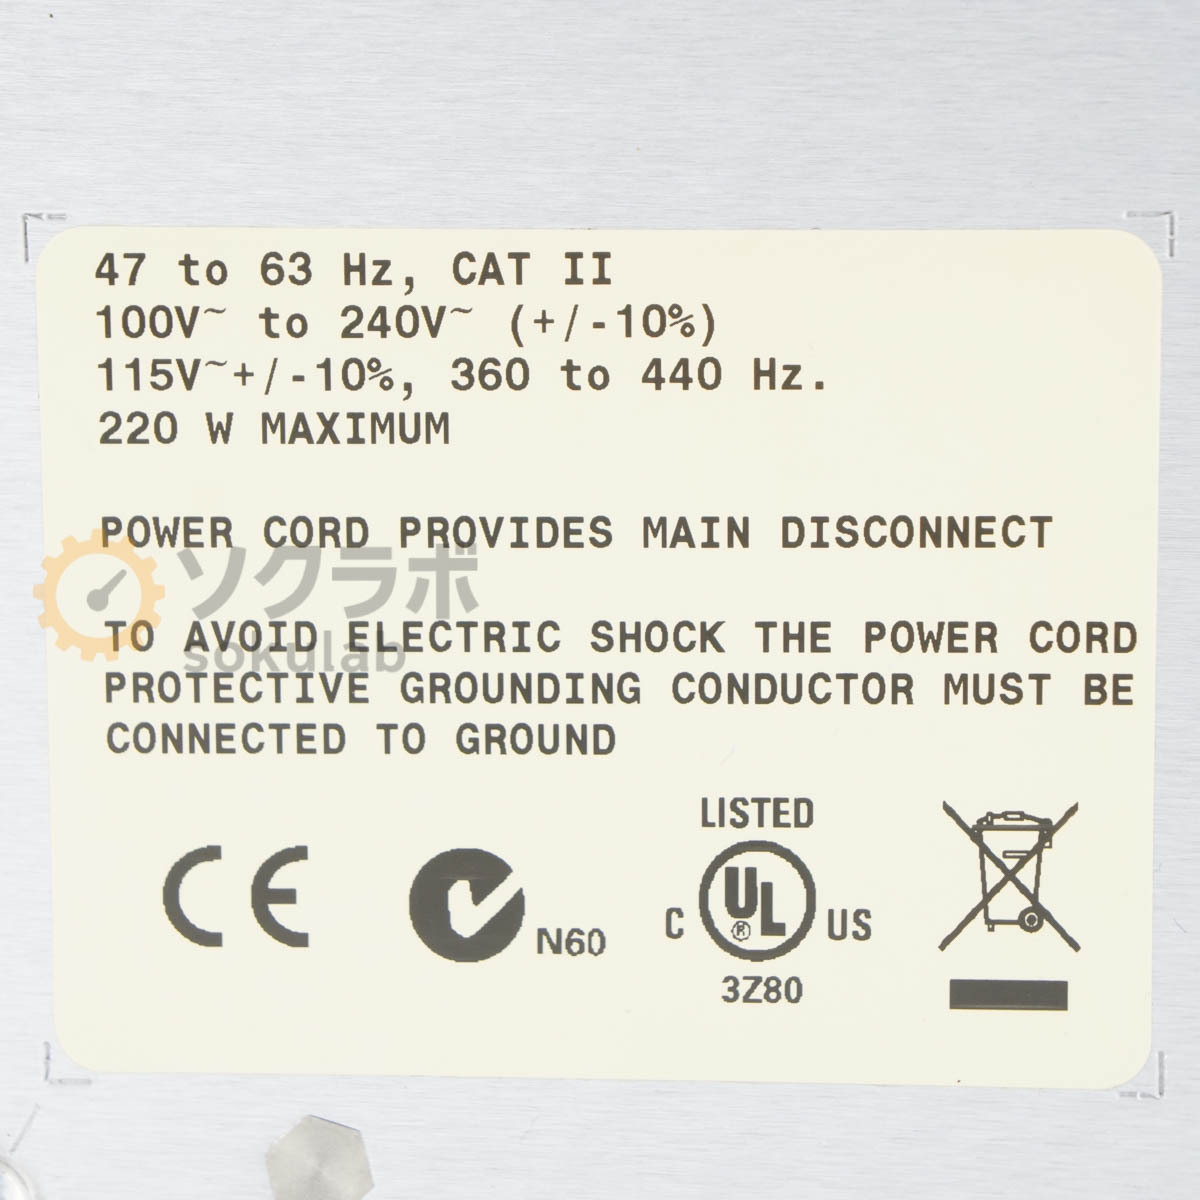 47 to 63 Hz, CAT II
100V~ to 240V~ (+/-10%)
115V~+/-10%, 360 to 440 Hz.
220 W MAXIMUM
POWER CORD PROVIDES MAIN DISCONNECT
ソクラボ
sokulab
TO AVOID ELECTRIC SHOCK THE POWER CORD
PROTECTIVE GROUNDING CONDUCTOR MUST BE
CONNECTED TO GROUND
CE
N60
LISTED
C UL ® US
3Z80